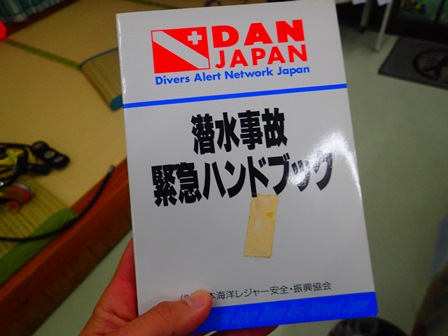 DAN
JAPAN
Divers Alert Network Japan
潜水事故
緊急ハンドブック
本海洋レジャー安全・振興協会